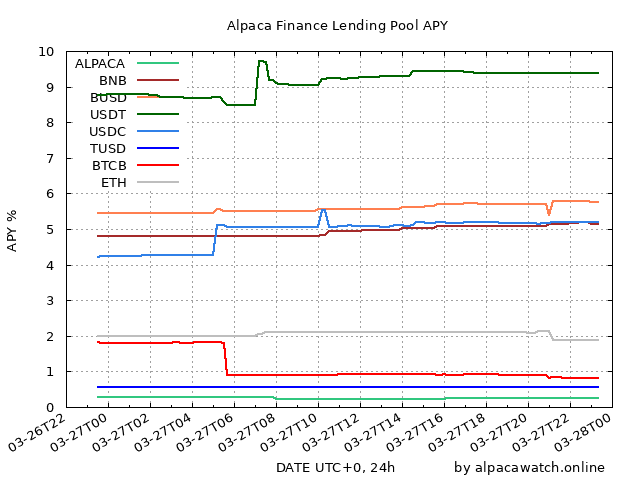 Alpaca Finance Lending Pool APY
10
9
8
7
6
5
4
3
2
1
0
APY %
ALPACA
BNB
BUSD
USDT
USDC
TUSD
BTCB
ETH
03-26T22
03-27T00
03-27T02
03-27T04
03-27T06
03-27T08
03-27T10
03-27T12
03-27T14
03-27T16
03-27T18
03-27T20
03-27T22
03-28T00
DATE UTC+0, 24h
by alpacawatch.online